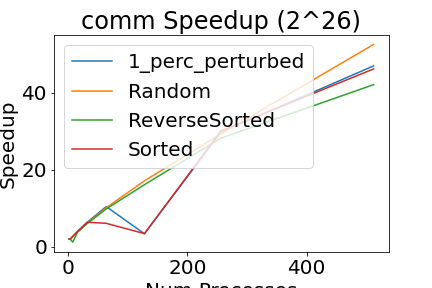 comm Speedup (2^26)
1_perc_perturbed
Random
ReverseSorted
Sorted
Speedup
40
20
0
0 200 400
Num Processes